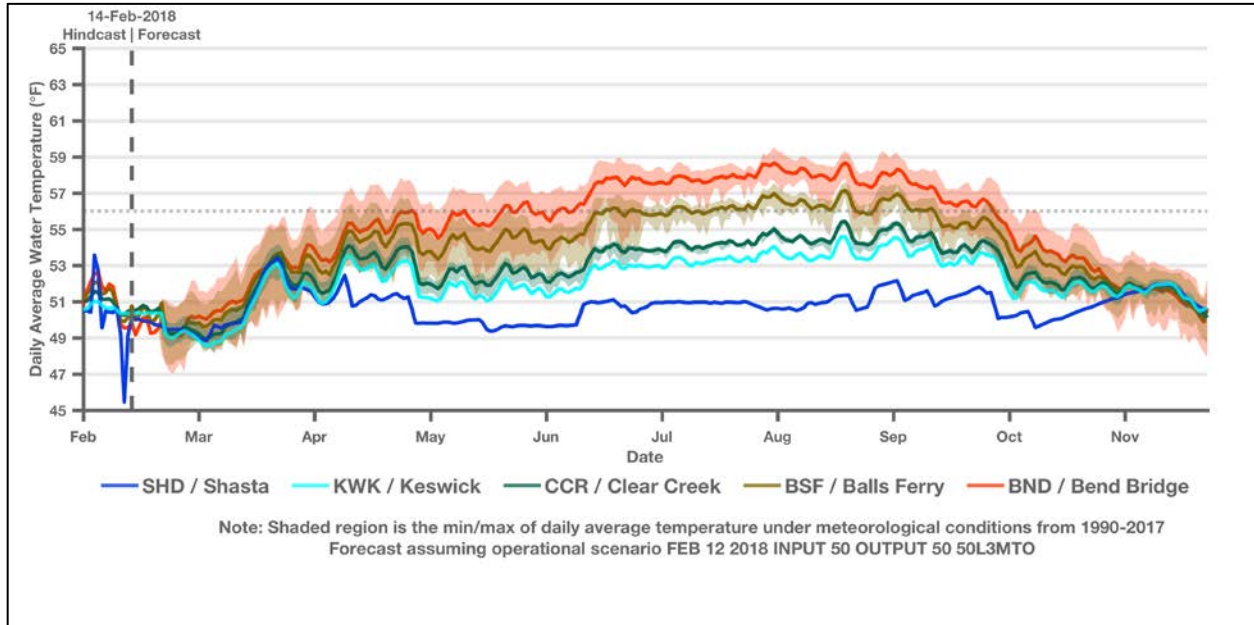 14-Feb-2018
Hindcast | Forecast
65
63
61
59
57
55
53
51
49
47
45
Daily Average Water Temperature (°F)
Feb Mar Apr May Jun Jul Aug Sep Oct Nov
Date
SHD / Shasta KWK / Keswick CCR / Clear Creek BSF / Balls Ferry BND / Bend Bridge
Note: Shaded region is the min/max of daily average temperature under meteorological conditions from 1990-2017
Forecast assuming operational scenario FEB 12 2018 INPUT 50 OUTPUT 50 50L3MTO